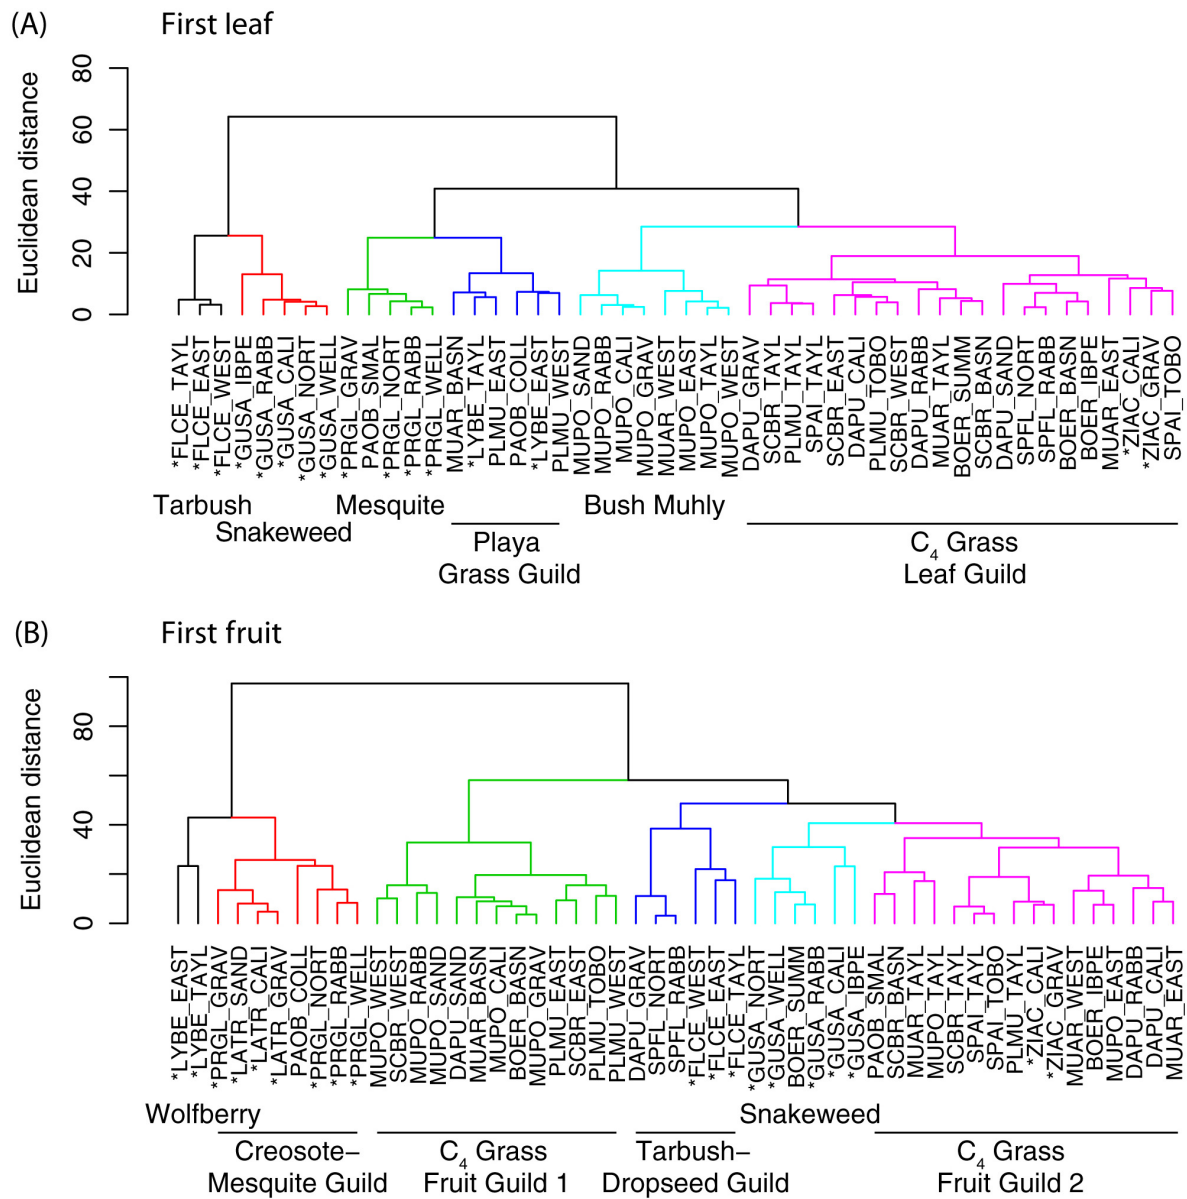 (A) First leaf
Euclidean distance
80
60
40
20
0
*FLCE_TAYL
*FLCE_EAST
*FLCE_WEST
*GUSA_IBPE
*GUSA_RABB
*GUSA_CALI
*GUSA_NORT
*GUSA_WELL
*PRGL_GRAV
PAOB_SMAL
*PRGL_NORT
*PRGL_RABB
*PRGL_WELL
MUAR_BASN
*LYBE_TAYL
PLMU_EAST
PAOB_COLL
*LYBE_EAST
PLMU_WEST
MUPO_SAND
MUPO_RABB
MUPO_CALI
MUPO_GRAV
MUAR_WEST
MUPO_EAST
MUPO_TAYL
MUPO_WEST
DAPU_GRAV
SCBR_TAYL
PLMU_TAYL
SPAI_TAYL
SCBR_EAST
DAPU_CALI
PLMU_TOBO
SCBR_WEST
DAPU_RABB
MUAR_TAYL
BOER_SUMM
SCBR_BASN
DAPU_SAND
SPFL_NORT
SPFL_RABB
BOER_BASN
BOER_IBPE
MUAR_EAST
*ZIAC_CALI
*ZIAC_GRAV
SPAI_TOBO
Tarbush
Snakeweed
Mesquite
Playa
Grass Guild
Bush Muhly
C4 Grass
Leaf Guild
(B) First fruit
Euclidean distance
80
40
0
*LYBE_EAST
*LYBE_TAYL
*PRGL_GRAV
*LATR_SAND
*LATR_CALI
*LATR_GRAV
PAOB_COLL
*PRGL_NORT
*PRGL_RABB
*PRGL_WELL
MUPO_WEST
SCBR_WEST
MUPO_RABB
MUPO_SAND
DAPU_SAND
MUAR_BASN
MUPO_CALI
BOER_BASN
MUPO_GRAV
PLMU_EAST
SCBR_EAST
PLMU_TOBO
PLMU_WEST
DAPU_GRAV
SPFL_NORT
SPFL_RABB
*FLCE_WEST
*FLCE_EAST
*FLCE_TAYL
*GUSA_NORT
*GUSA_WELL
BOER_SUMM
*GUSA_RABB
*GUSA_CALI
*GUSA_IBPE
PAOB_SMAL
SCBR_BASN
MUAR_TAYL
MUPO_TAYL
SCBR_TAYL
SPAI_TAYL
SPAI_TOBO
PLMU_TAYL
*ZIAC_CALI
*ZIAC_GRAV
MUAR_WEST
BOER_IBPE
MUPO_EAST
DAPU_RABB
DAPU_CALI
MUAR_EAST
Wolfberry
Creosote–
Mesquite Guild
C4 Grass
Fruit Guild 1
Tarbush–
Dropseed Guild
Snakeweed
C4 Grass
Fruit Guild 2